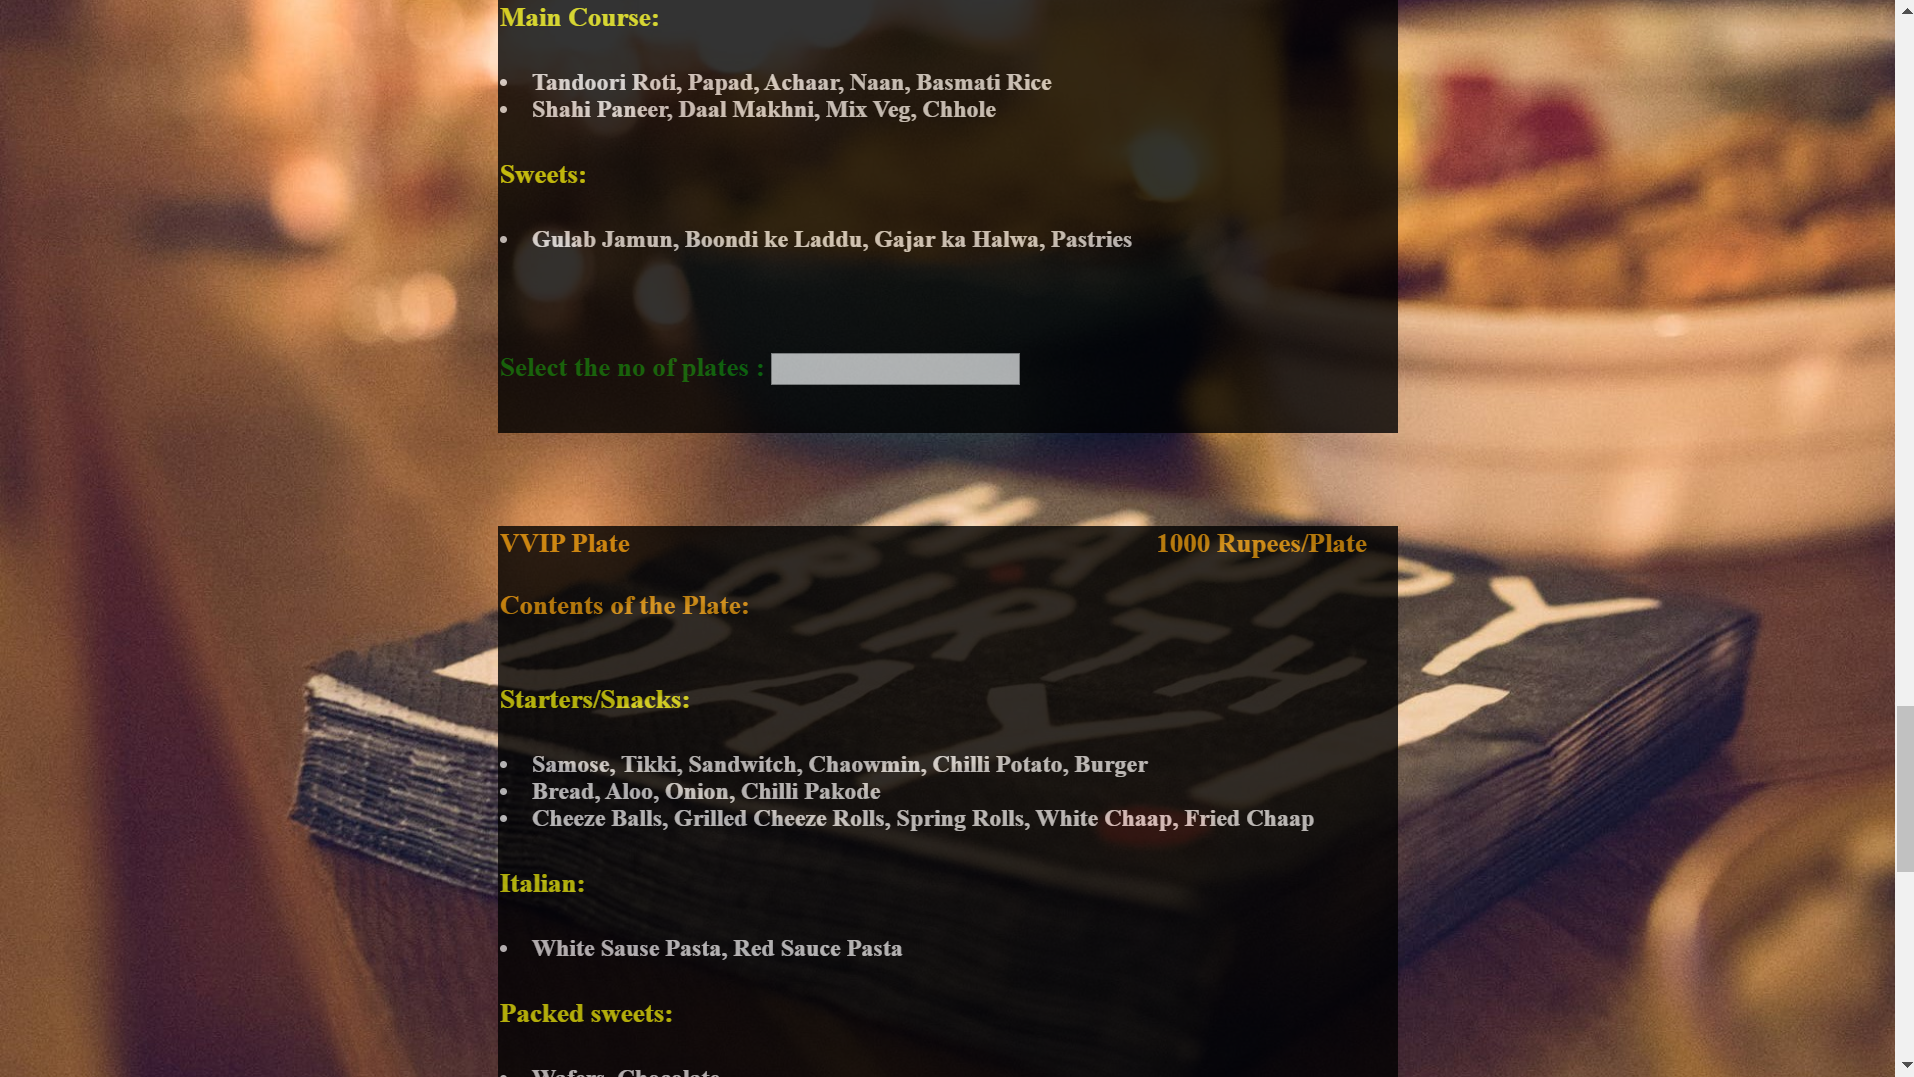 Main Course:
Tandoori Roti, Papad, Achaar, Naan, Basmati Rice
Shahi Paneer, Daal Makhni, Mix Veg, Chhole
Sweets:
Gulab Jamun, Boondi ke Laddu, Gajar ka Halwa, Pastries
Select the no of plates :
VVIP Plate 1000 Rupees/Plate
Contents of the Plate:
Starters/Snacks:
Samose, Tikki, Sandwitch, Chaowmin, Chilli Potato, Burger
Bread, Aloo, Onion, Chilli Pakode
Cheeze Balls, Grilled Cheeze Rolls, Spring Rolls, White Chaap, Fried Chaap
Italian:
White Sause Pasta, Red Sauce Pasta
Packed sweets:
Wafers, Chocolate
HAPPY
BIRTH
DAY!